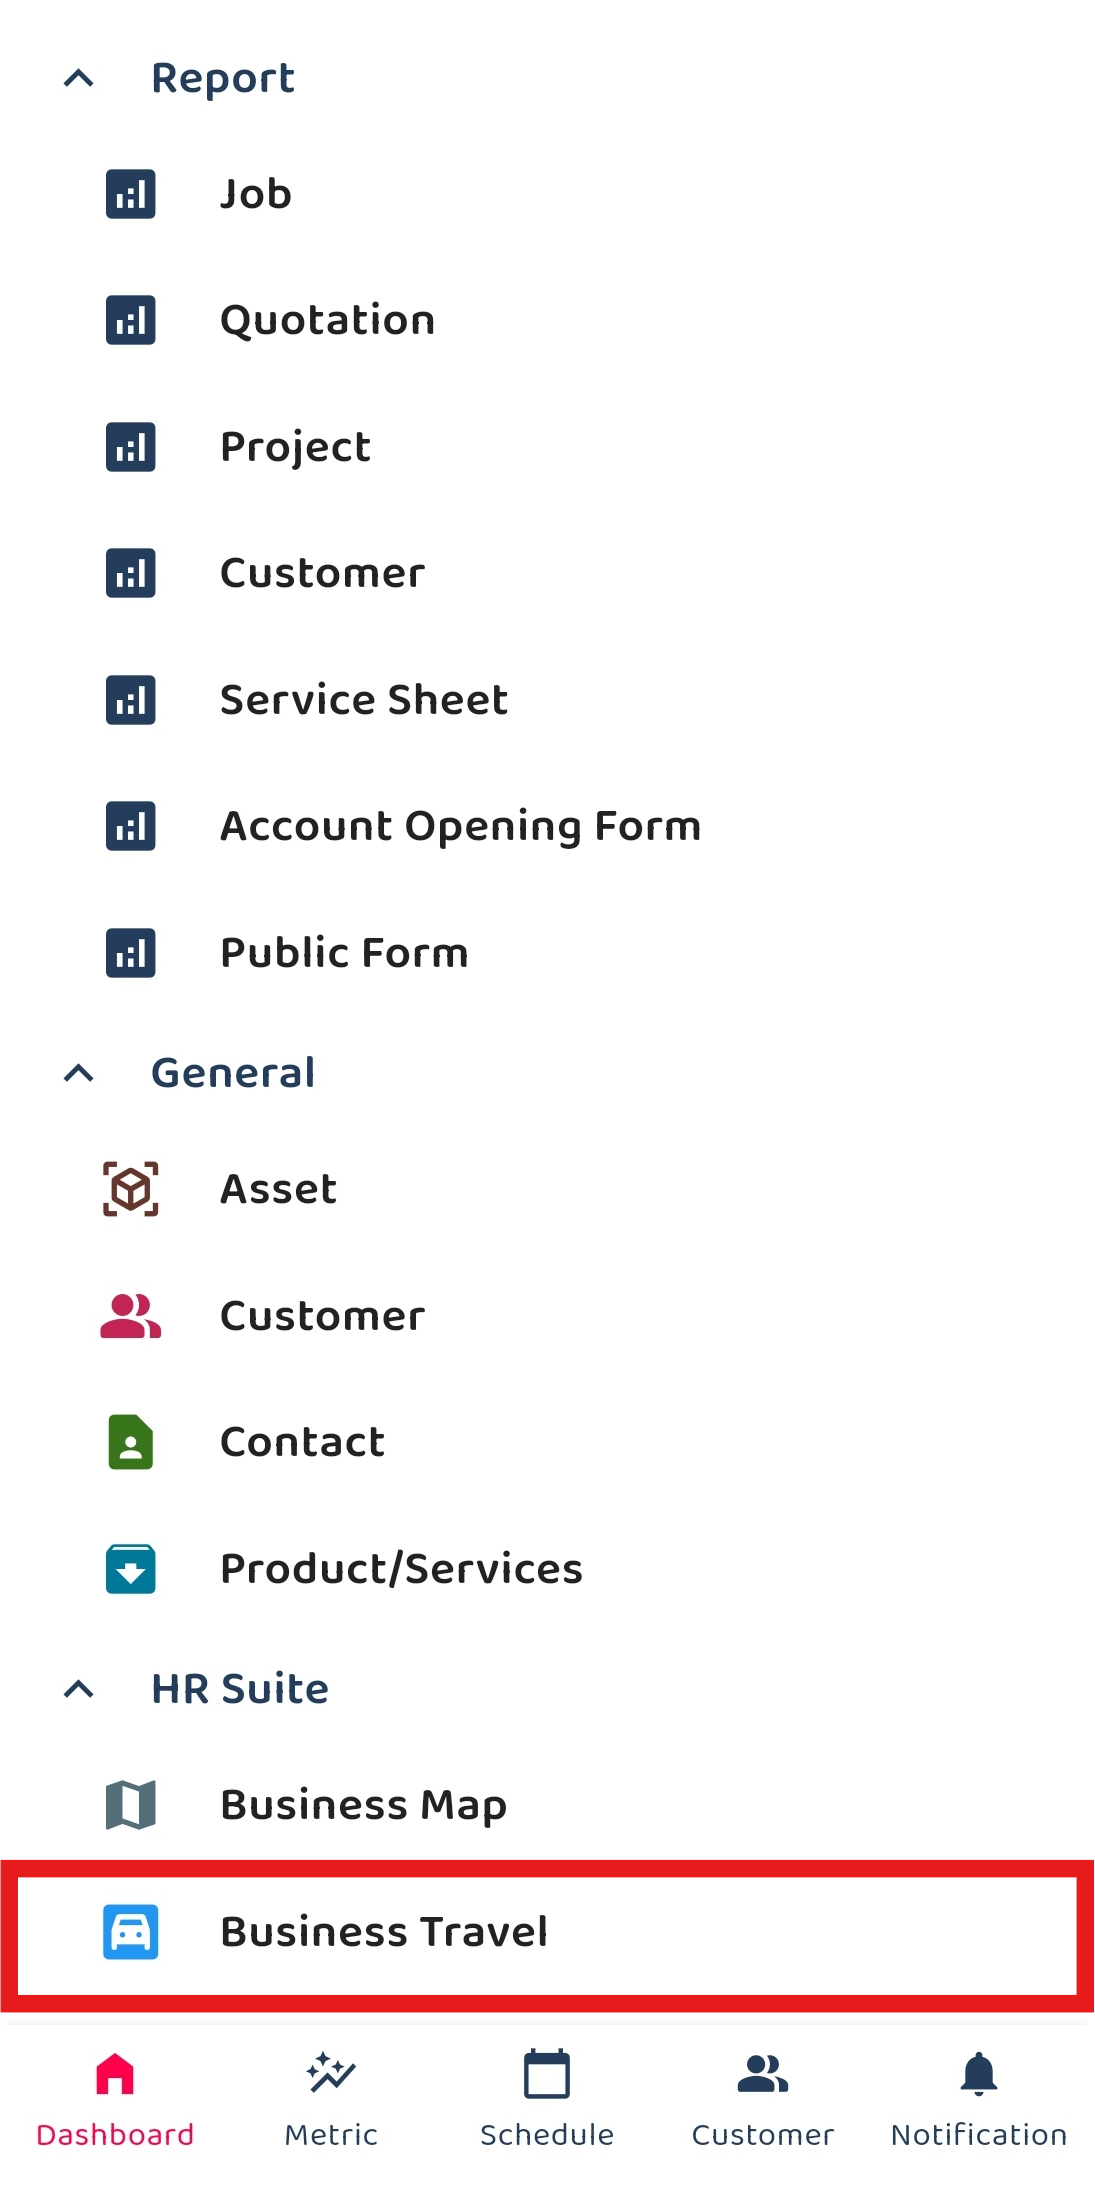 Report
Job
Quotation
Project
Customer
Service Sheet
Account Opening Form
Public Form
General
Asset
Customer
Contact
Product/Services
HR Suite
Business Map
Business Travel
Dashboard Metric Schedule Customer Notification